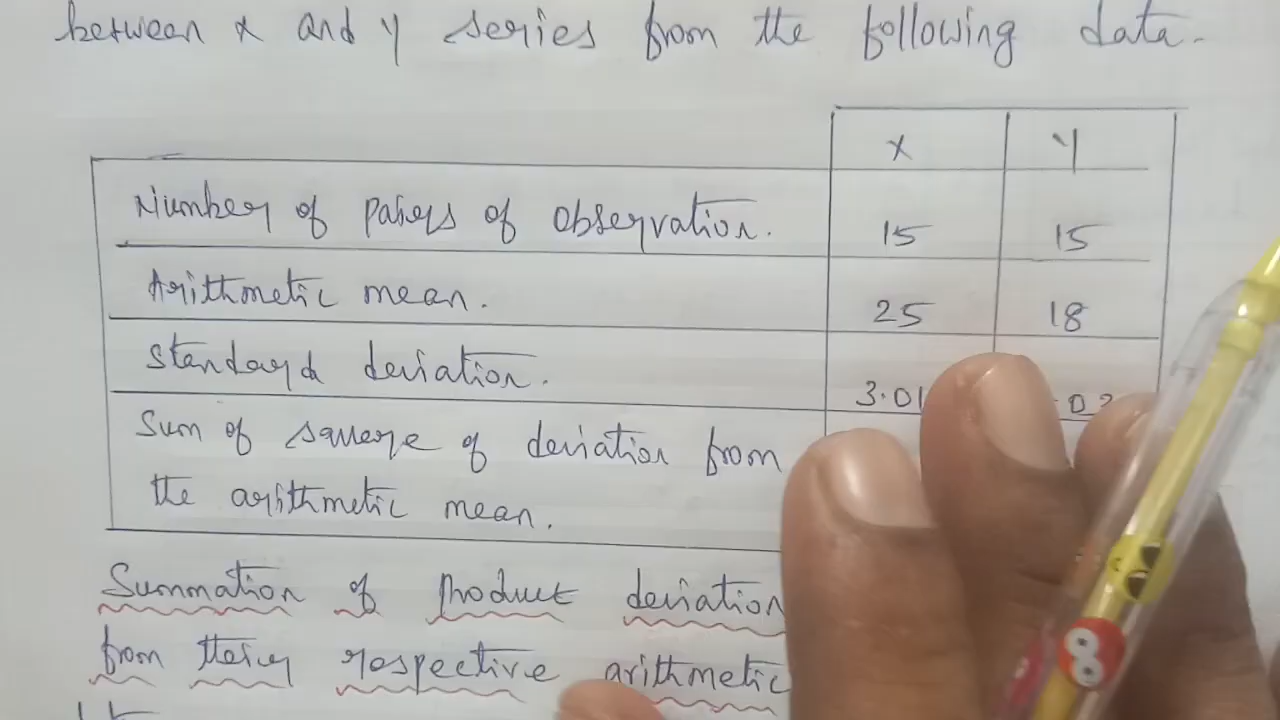 between x and y series from the following data.
x y
Number of pairs of observation. 15 15
Arithmetic mean. 25 18
Standard deviation. 3.01
Sum of square of deviation from
the arithmetic mean.
Summation of product deviation
from their respective arithmetic